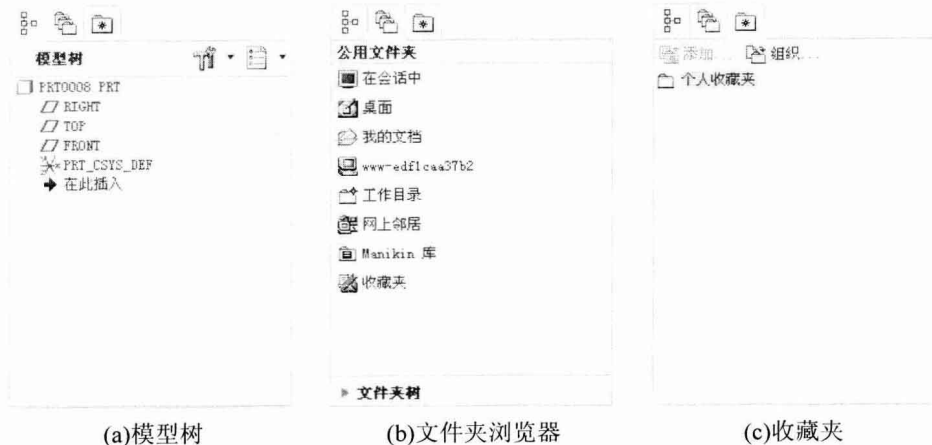 模型树
PRT0008 PRT
RIGHT
TOP
FRONT
PRT_CSYS_DEF
在此插入
(a)模型树
公用文件夹
在会话中
桌面
我的文档
www-edf1caa37b2
工作目录
网上邻居
Manikin 库
收藏夹
文件夹树
(b)文件夹浏览器
添加... 组织...
个人收藏夹
(c)收藏夹